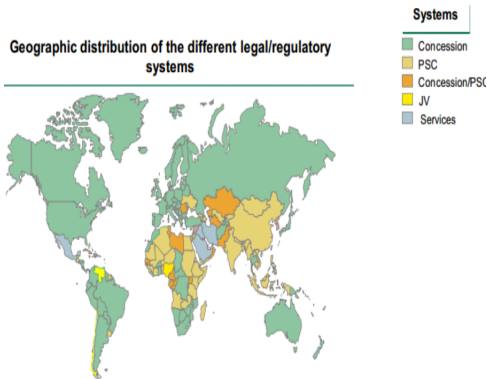 Systems
Geographic distribution of the different legal/regulatory
systems
Concession
PSC
Concession/PSC
JV
Services